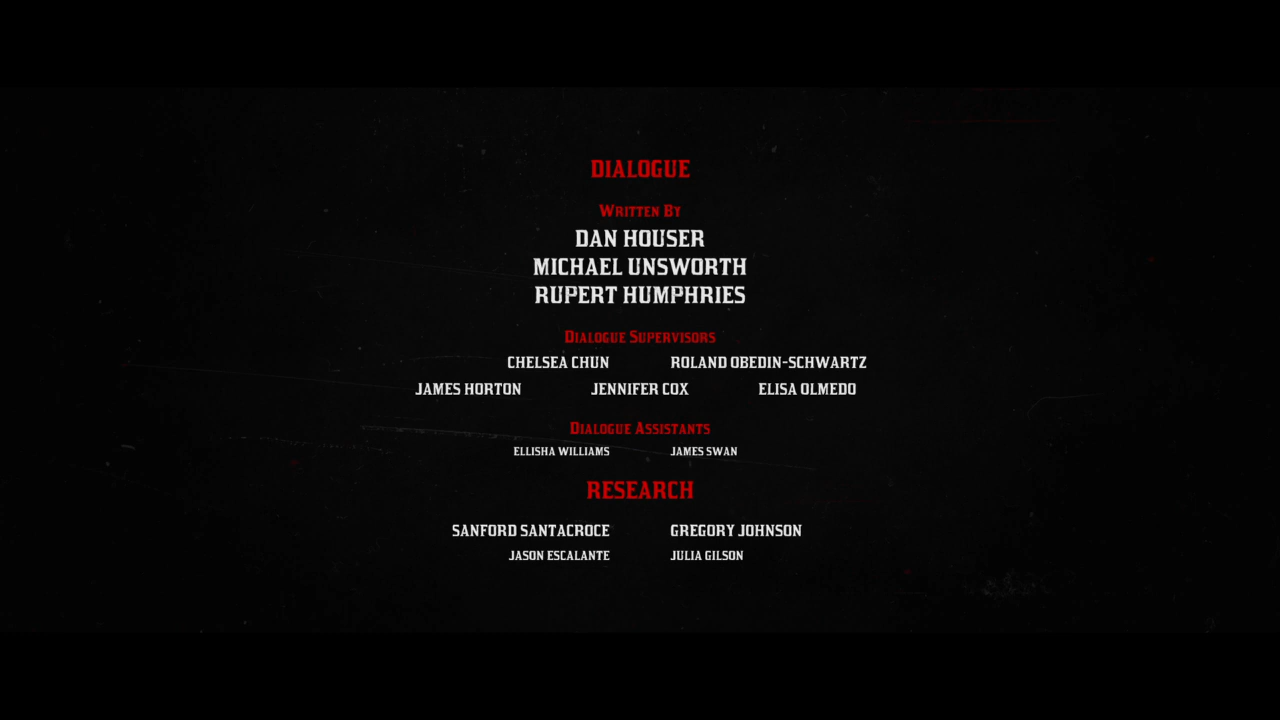 DIALOGUE
WRITTEN BY
DAN HOUSER
MICHAEL UNSWORTH
RUPERT HUMPHRIES
DIALOGUE SUPERVISORS
CHELSEA CHUN ROLAND OBEDIN-SCHWARTZ
JAMES HORTON JENNIFER COX ELISA OLMEDO
DIALOGUE ASSISTANTS
ELLISHA WILLIAMS JAMES SWAN
RESEARCH
SANFORD SANTACROCE GREGORY JOHNSON
JASON ESCALANTE JULIA GILSON